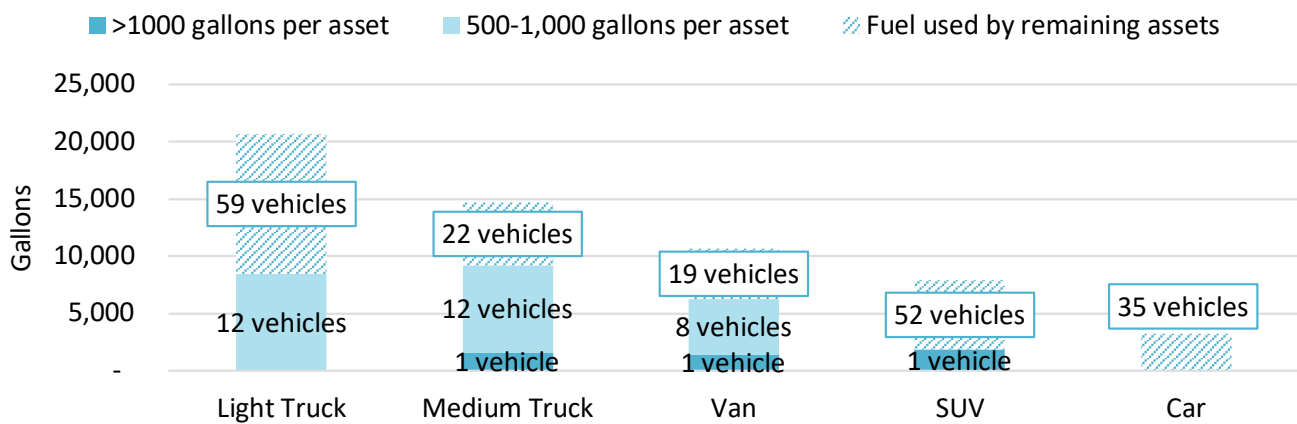 >1000 gallons per asset 500-1,000 gallons per asset Fuel used by remaining assets
25,000
20,000
15,000
10,000
5,000
-
Gallons
59 vehicles
12 vehicles
22 vehicles
12 vehicles
1 vehicle
19 vehicles
8 vehicles
1 vehicle
52 vehicles
1 vehicle
35 vehicles
Light Truck Medium Truck Van SUV Car